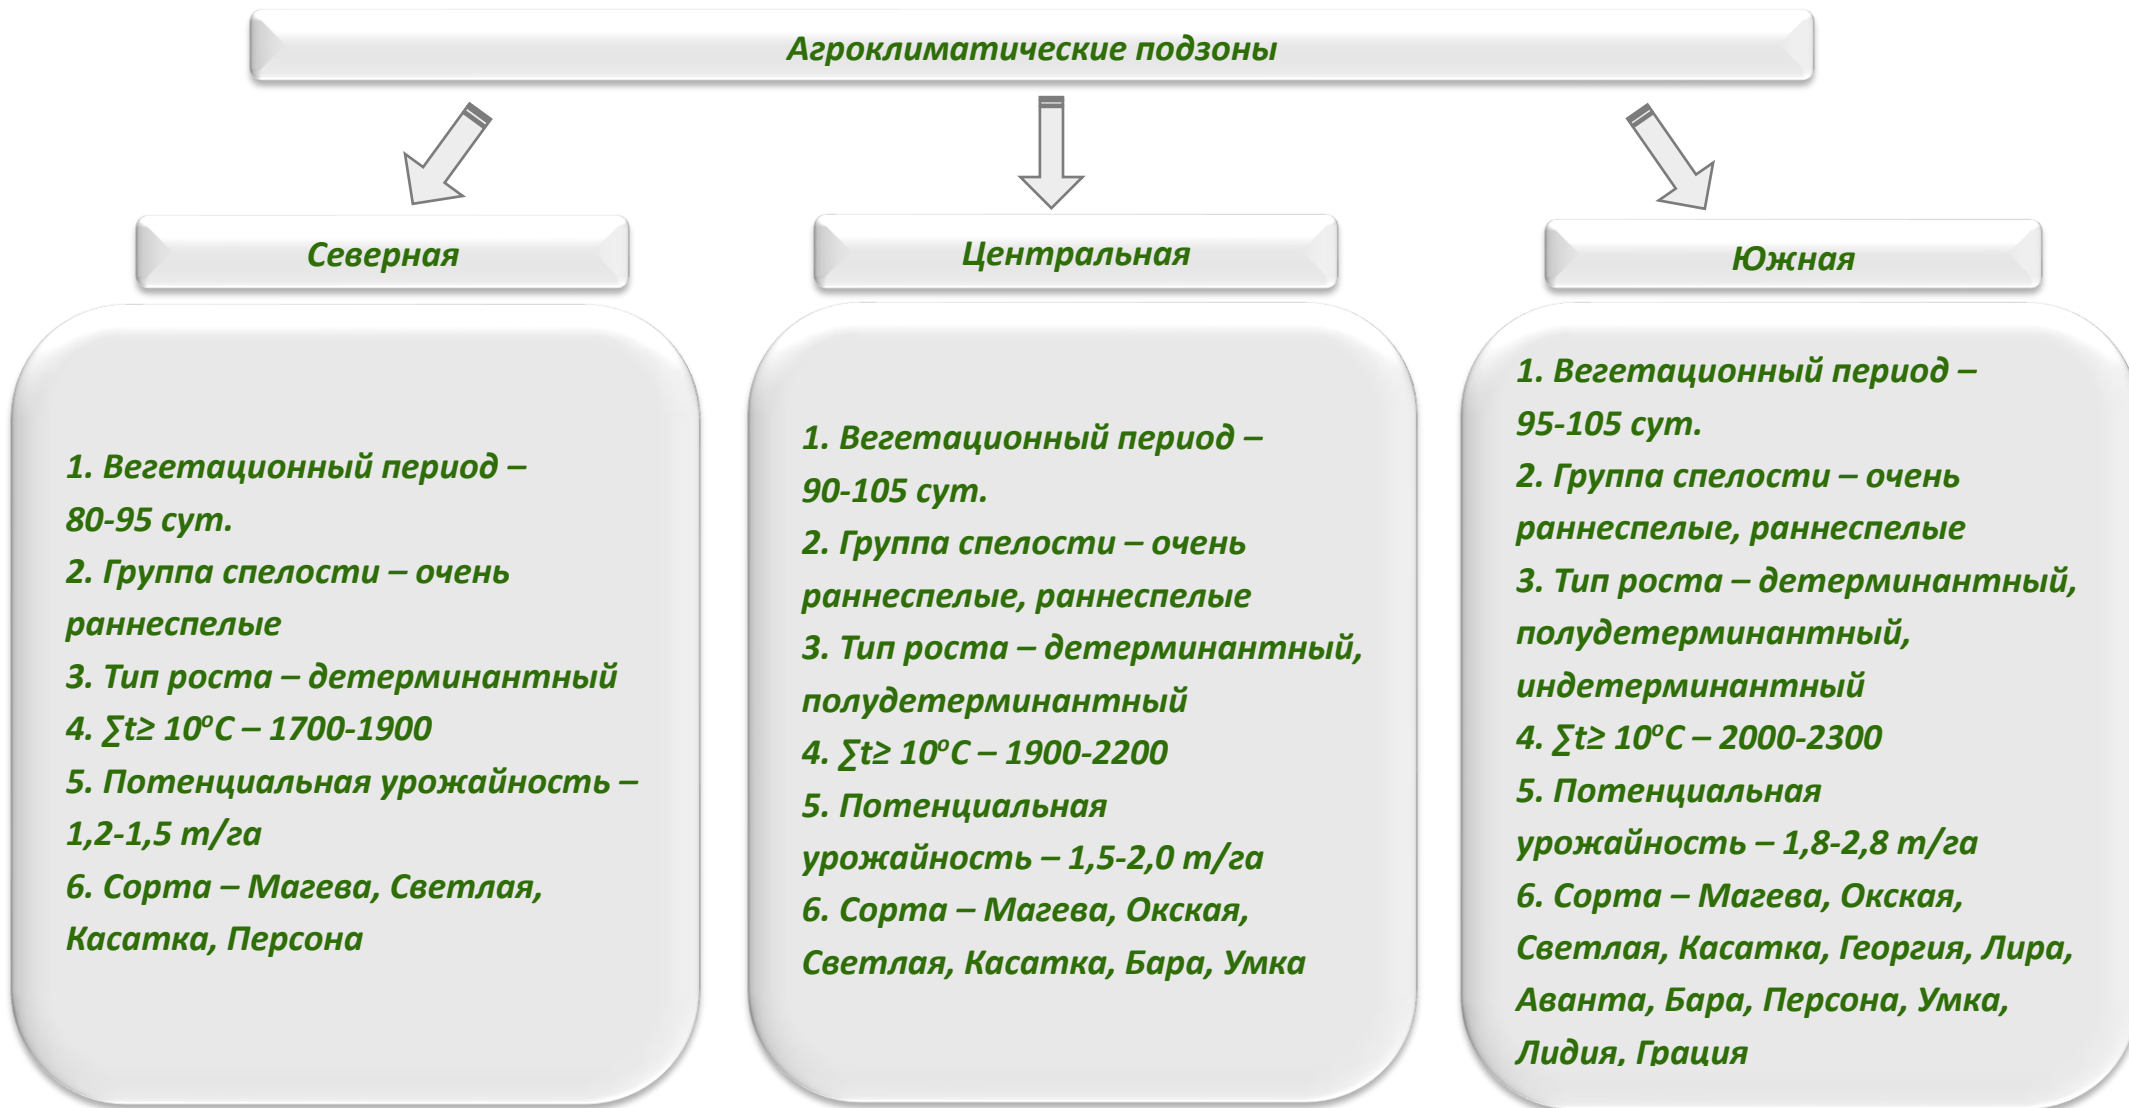 Агроклиматические подзоны
Северная
1. Вегетационный период –
80-95 сут.
2. Группа спелости – очень
раннеспелые
3. Тип роста – детерминантный
4. ∑t≥ 10ºC – 1700-1900
5. Потенциальная урожайность –
1,2-1,5 т/га
6. Сорта – Магева, Светлая,
Касатка, Персона
Центральная
1. Вегетационный период –
90-105 сут.
2. Группа спелости – очень
раннеспелые, раннеспелые
3. Тип роста – детерминантный,
полудетерминантный
4. ∑t≥ 10ºC – 1900-2200
5. Потенциальная
урожайность – 1,5-2,0 т/га
6. Сорта – Магева, Окская,
Светлая, Касатка, Бара, Умка
Южная
1. Вегетационный период –
95-105 сут.
2. Группа спелости – очень
раннеспелые, раннеспелые
3. Тип роста – детерминантный,
полудетерминантный,
индетерминантный
4. ∑t≥ 10ºC – 2000-2300
5. Потенциальная
урожайность – 1,8-2,8 т/га
6. Сорта – Магева, Окская,
Светлая, Касатка, Георгия, Лира,
Аванта, Бара, Персона, Умка,
Лидия, Грация